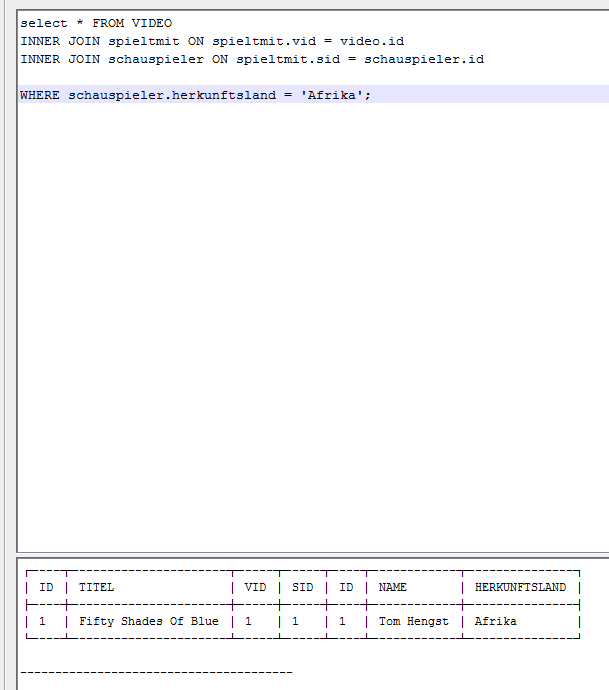 select * FROM VIDEO
INNER JOIN spieltmit ON spieltmit.vid = video.id
INNER JOIN schauspieler ON spieltmit.sid = schauspieler.id
WHERE schauspieler.herkunftsland = 'Afrika';
ID | TITEL | VID | SID | ID | NAME | HERKUNFTSLAND
1 | Fifty Shades Of Blue | 1 | 1 | 1 | Tom Hengst | Afrika